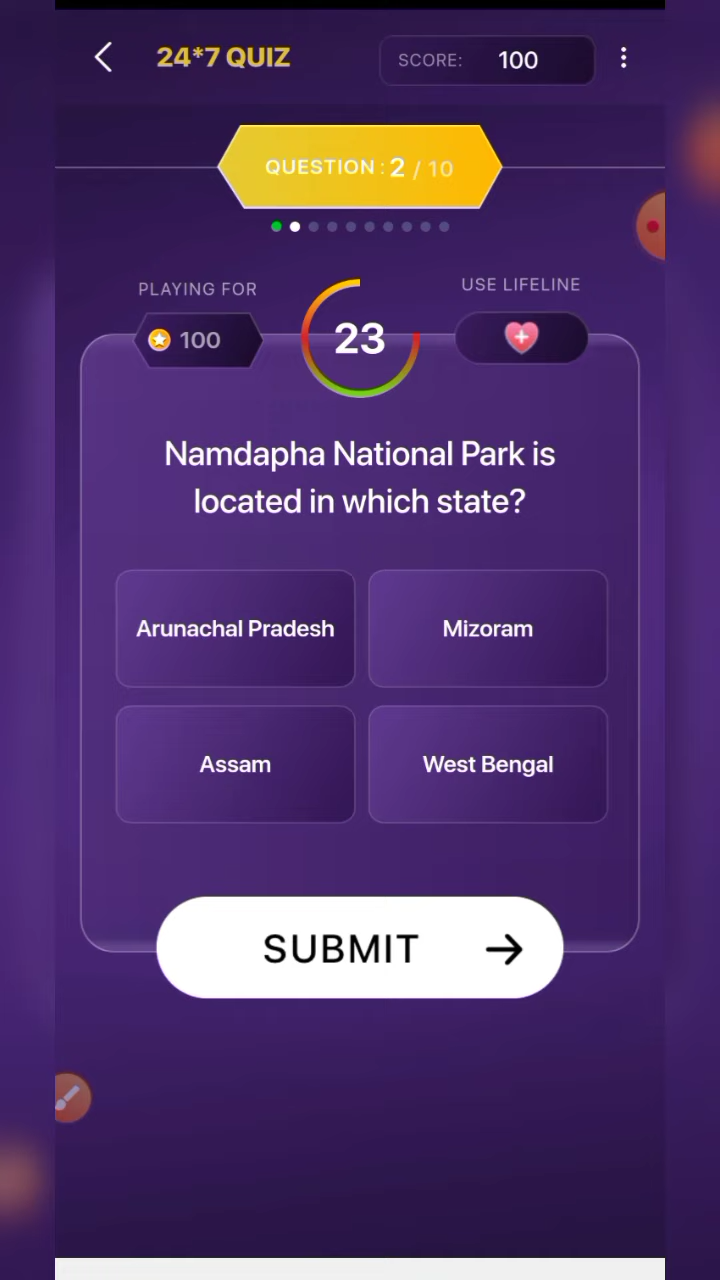 24*7 QUIZ
SCORE: 100
QUESTION : 2 / 10
PLAYING FOR
USE LIFELINE
100
23
Namdapha National Park is
located in which state?
Arunachal Pradesh
Mizoram
Assam
West Bengal
SUBMIT